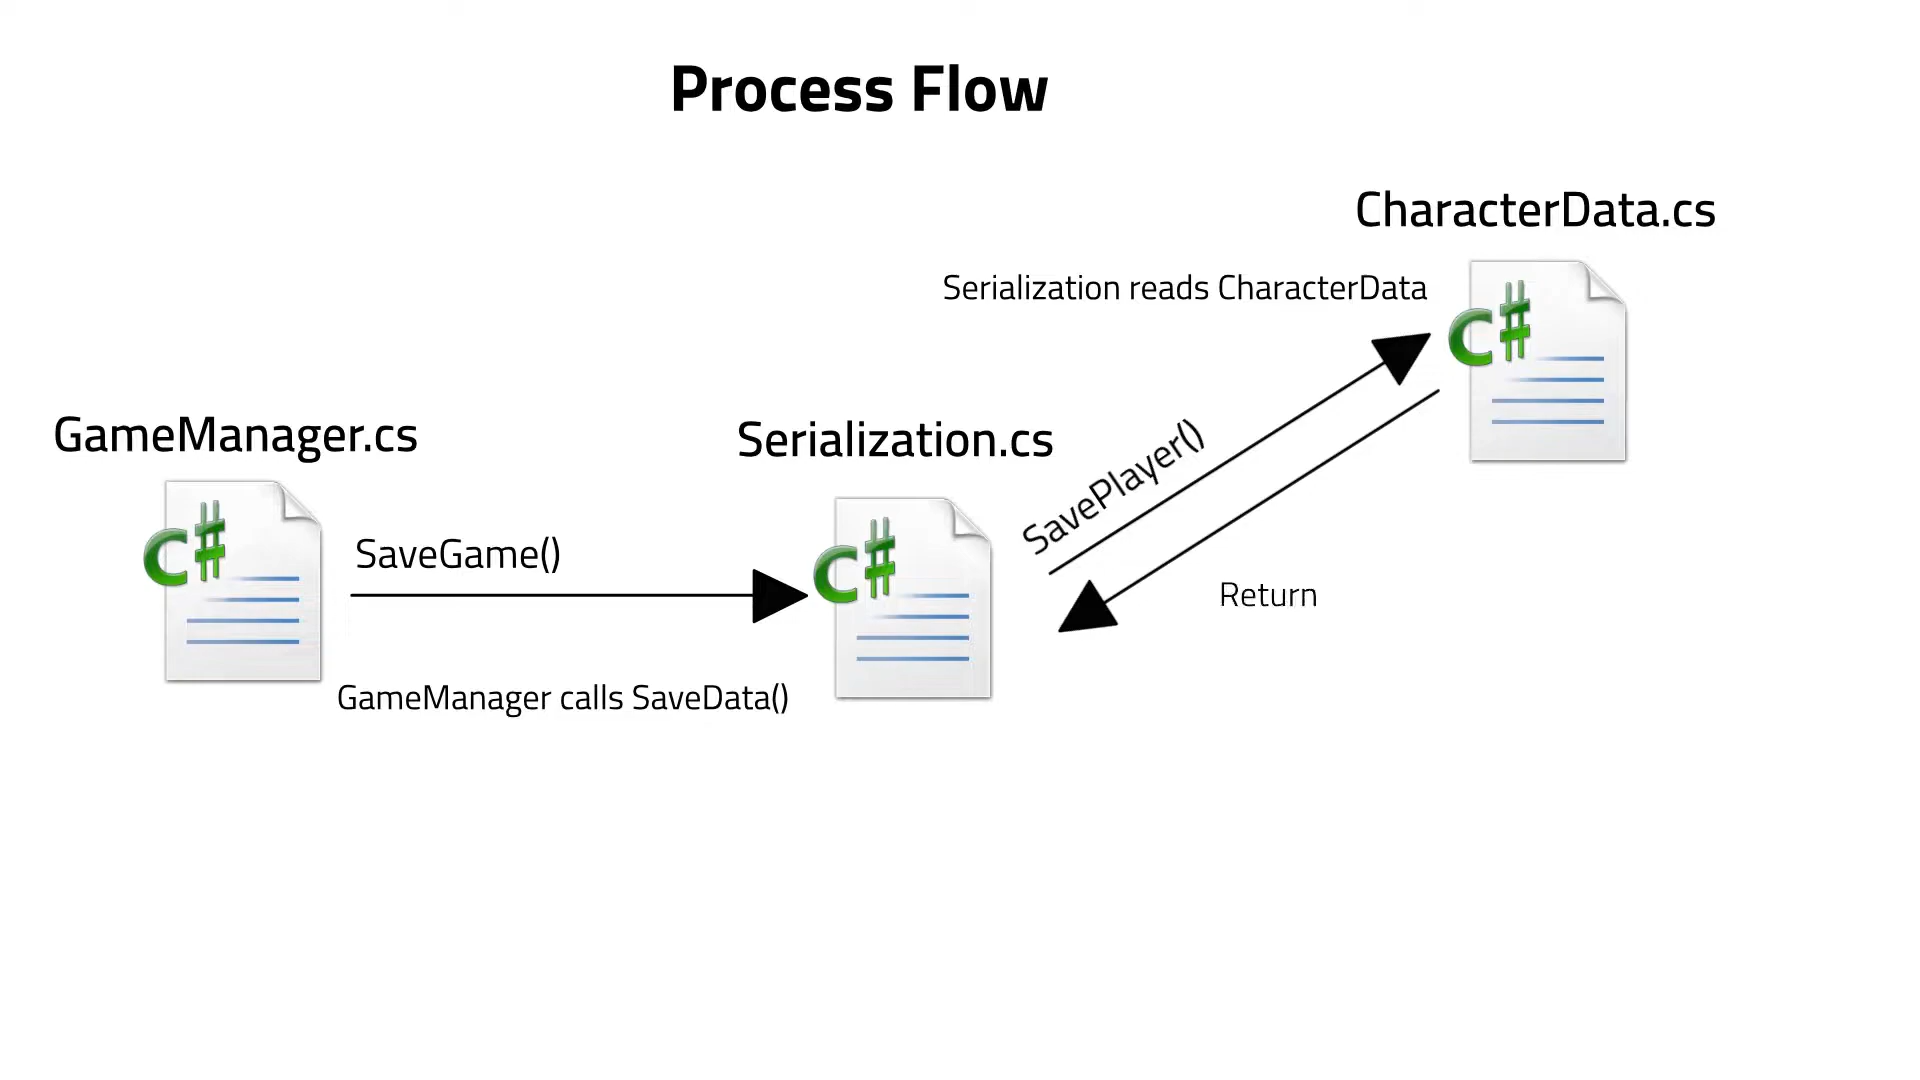 Process Flow
CharacterData.cs
Serialization reads CharacterData
C#
GameManager.cs
Serialization.cs
SavePlayer()
C#
SaveGame()
C#
Return
GameManager calls SaveData()